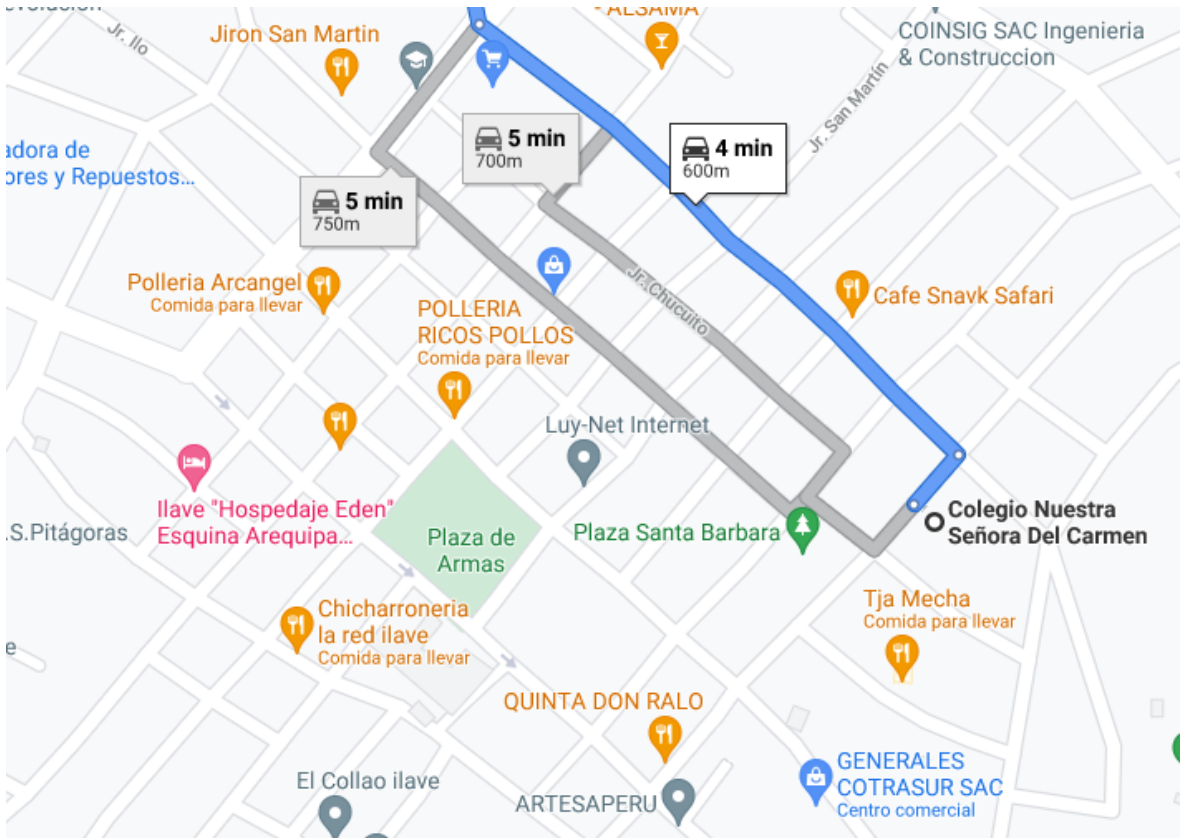 Jr. Ilo
Jiron San Martin
ALSAMA
COINSIG SAC Ingenieria
& Construccion
Jr. San Martín
5 min
700m
4 min
600m
adora de
ores y Repuestos...
5 min
750m
Polleria Arcangel
Comida para llevar
POLLERIA
RICOS POLLOS
Comida para llevar
Jr. Chucuito
Cafe Snavk Safari
Luy-Net Internet
Ilave "Hospedaje Eden"
Esquina Arequipa...
.S.Pitágoras
Plaza de
Armas
Plaza Santa Barbara
Colegio Nuestra
Señora Del Carmen
Chicharroneria
la red ilave
Comida para llevar
Tja Mecha
Comida para llevar
e
QUINTA DON RALO
El Collao ilave
ARTESAPERU
GENERALES
COTRASUR SAC
Centro comercial